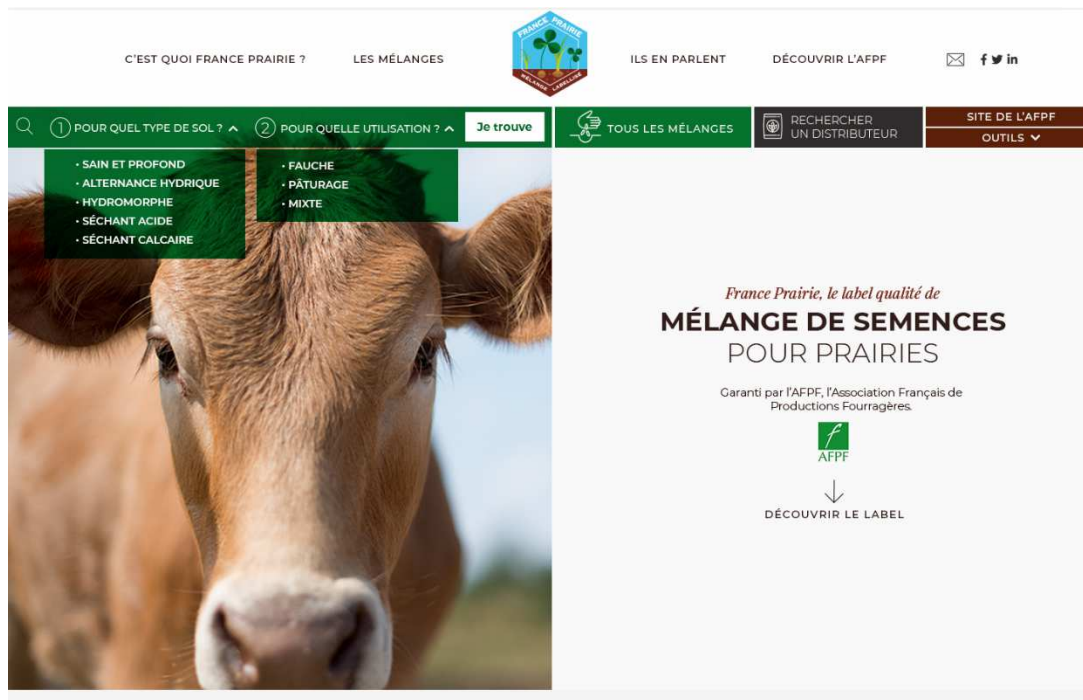 C'EST QUOI FRANCE PRAIRIE ?
LES MÉLANGES
FRANCE PRAIRIE
MÉLANGE LABELLISÉ
ILS EN PARLENT
DÉCOUVRIR L'AFPF
1 POUR QUEL TYPE DE SOL ?
2 POUR QUELLE UTILISATION ?
Je trouve
TOUS LES MÉLANGES
RECHERCHER
UN DISTRIBUTEUR
SITE DE L'AFPF
OUTILS
• SAIN ET PROFOND
• ALTERNANCE HYDRIQUE
• HYDROMORPHE
• SÉCHANT ACIDE
• SÉCHANT CALCAIRE
• FAUCHE
• PÂTURAGE
• MIXTE
France Prairie, le label qualité de
MÉLANGE DE SEMENCES
POUR PRAIRIES
Garanti par l'AFPF, l'Association Français de
Productions Fourragères.
f
AFPF
DÉCOUVRIR LE LABEL